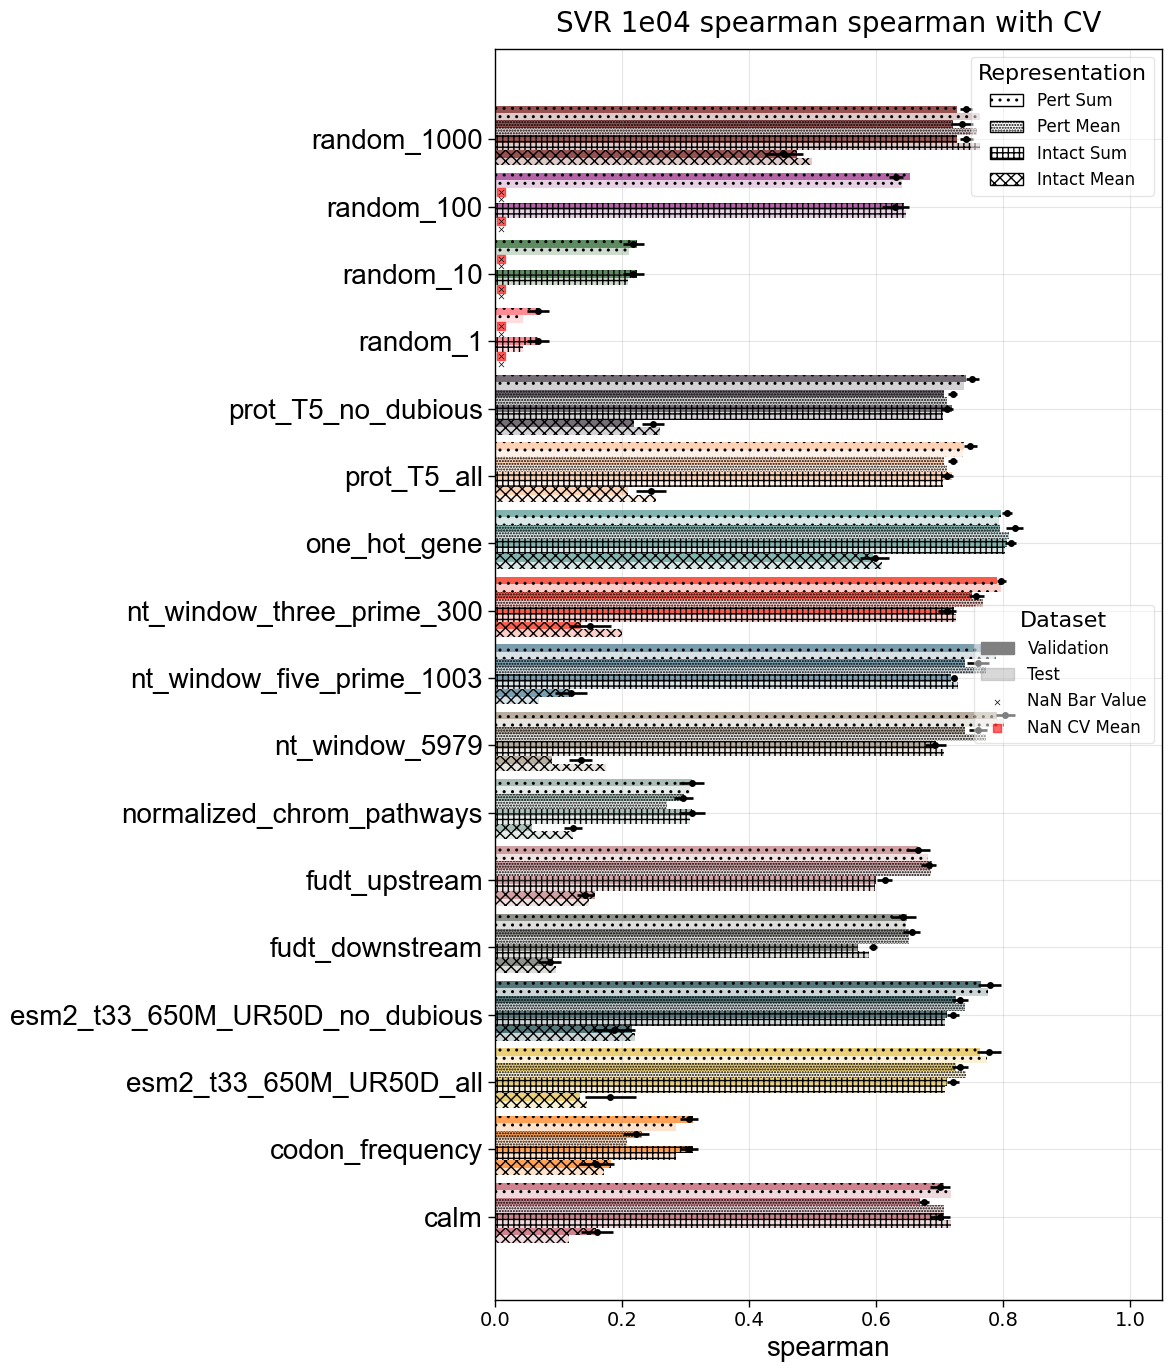 SVR 1e04 spearman spearman with CV
Representation
Pert Sum
Pert Mean
Intact Sum
Intact Mean
random_1000
random_100
random_10
random_1
prot_T5_no_dubious
prot_T5_all
one_hot_gene
nt_window_three_prime_300
Dataset
Validation
Test
NaN Bar Value
NaN CV Mean
nt_window_five_prime_1003
nt_window_5979
normalized_chrom_pathways
fudt_upstream
fudt_downstream
esm2_t33_650M_UR50D_no_dubious
esm2_t33_650M_UR50D_all
codon_frequency
calm
0.0 0.2 0.4 0.6 0.8 1.0
spearman